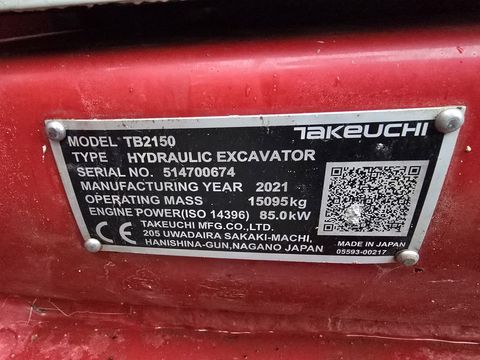 TAKEUCHI
MODEL TB2150
TYPE HYDRAULIC EXCAVATOR
SERIAL NO. 514700674
MANUFACTURING YEAR 2021
OPERATING MASS 15095kg
ENGINE POWER(ISO 14396) 85.0kW
CE TAKEUCHI MFG.CO.,LTD.
205 UWADAIRA SAKAKI-MACHI,
HANISHINA-GUN,NAGANO JAPAN
MADE IN JAPAN
05593-00217